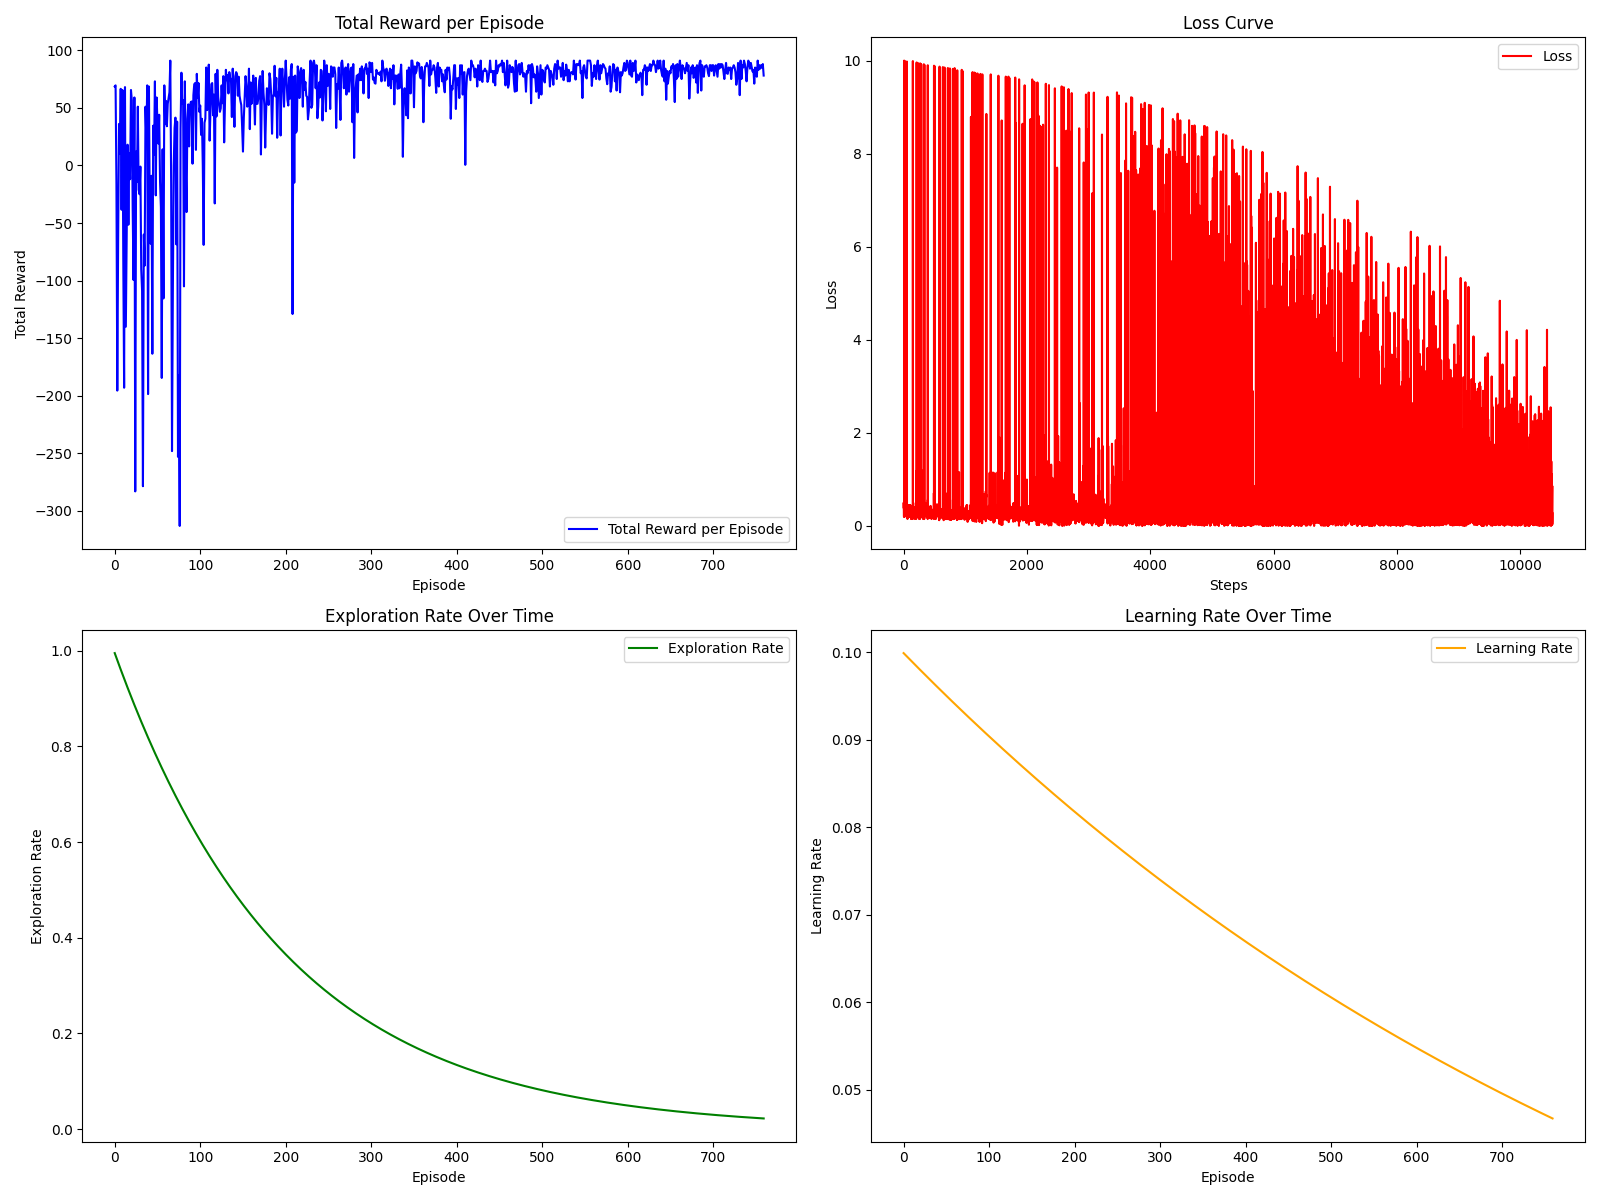 Total Reward per Episode
100
50
0
−50
−100
−150
−200
−250
−300
Total Reward
Total Reward per Episode
0 100 200 300 400 500 600 700
Episode
Loss Curve
Loss
10
8
6
4
2
0
Loss
0 2000 4000 6000 8000 10000
Steps
Exploration Rate Over Time
Exploration Rate
1.0
0.8
0.6
0.4
0.2
0.0
Exploration Rate
0 100 200 300 400 500 600 700
Episode
Learning Rate Over Time
Learning Rate
0.10
0.09
0.08
0.07
0.06
0.05
Learning Rate
0 100 200 300 400 500 600 700
Episode